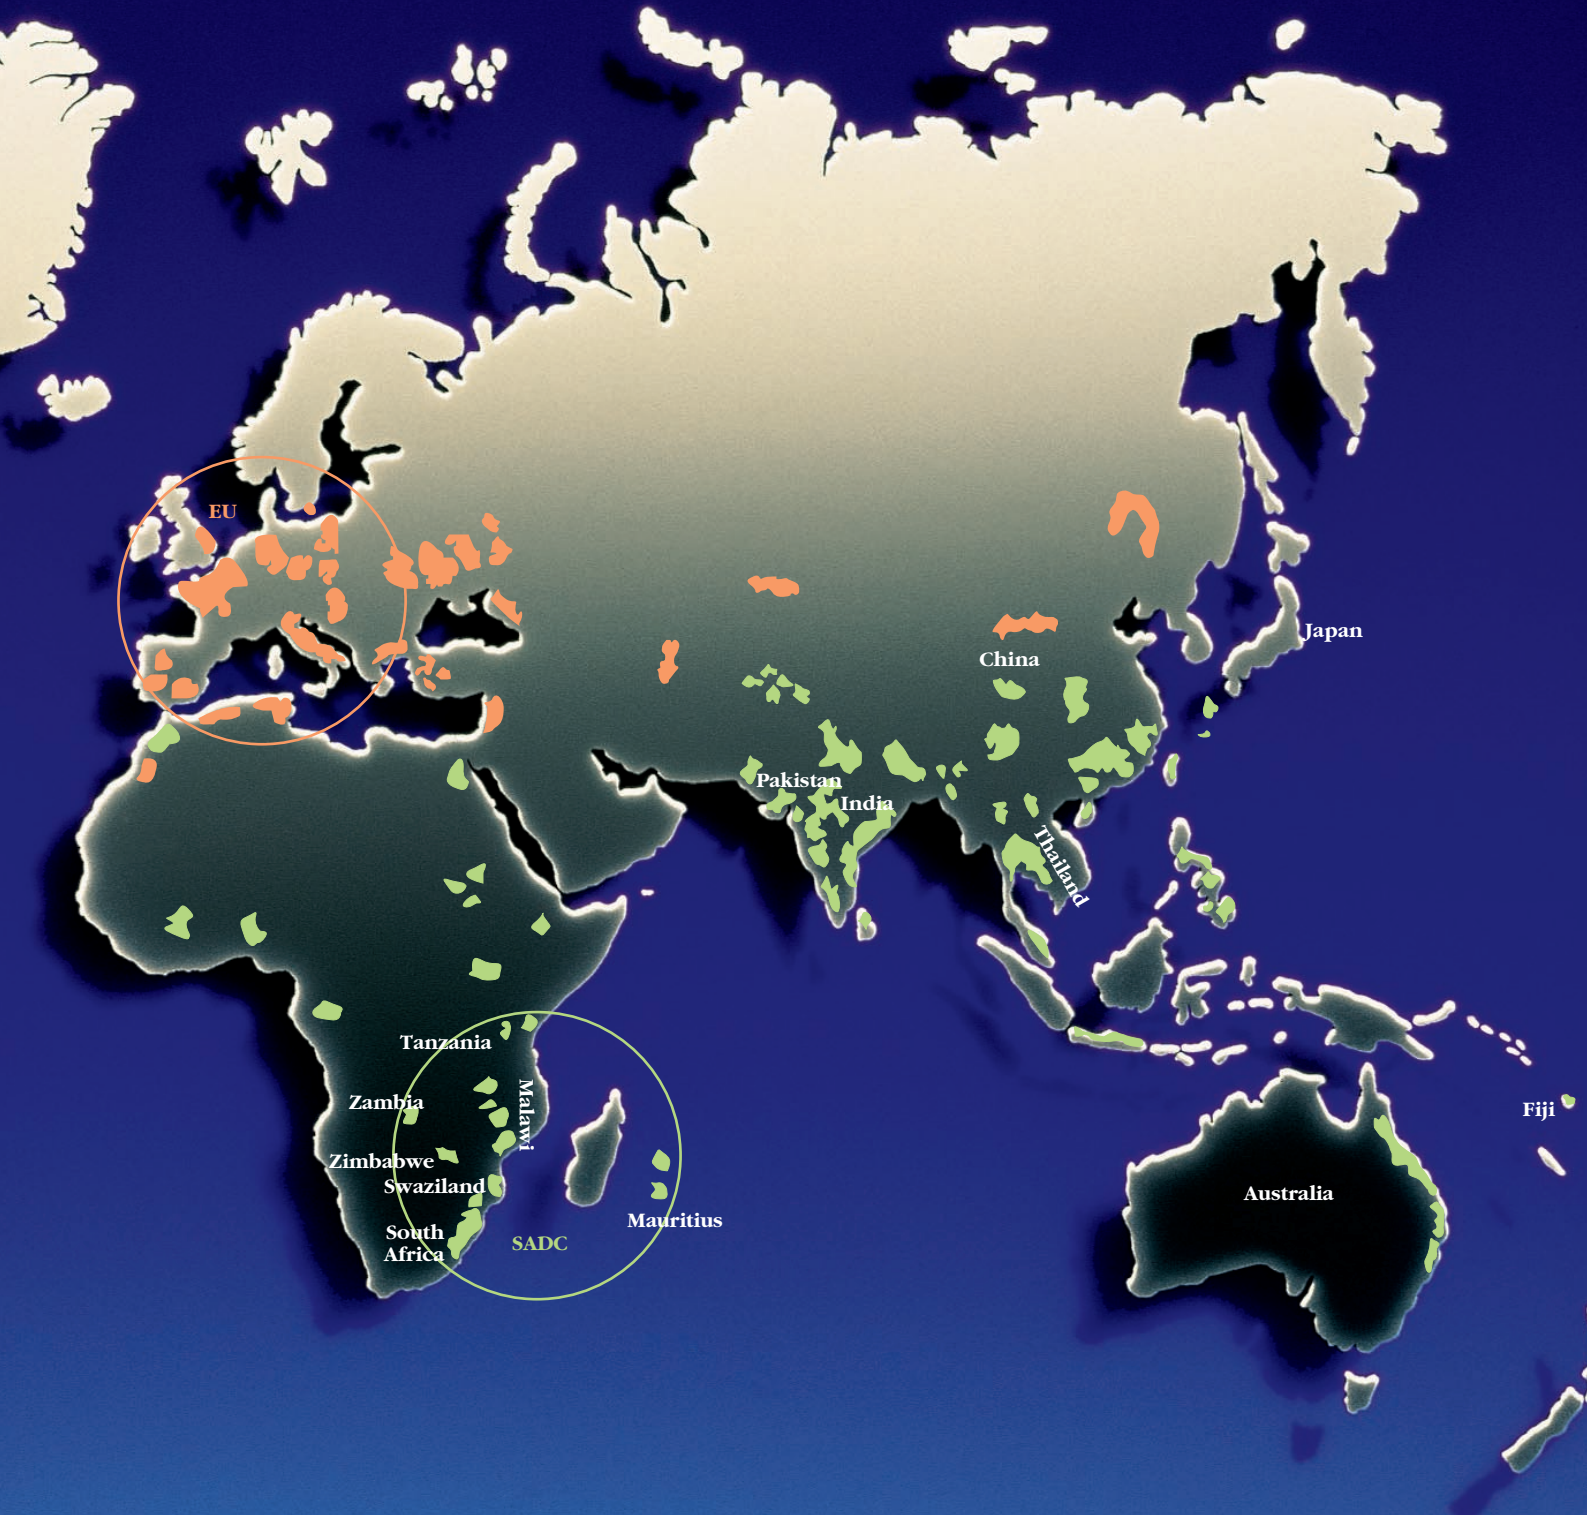 EU
Japan
China
Pakistan
India
Thailand
Tanzania
Malawi
Zambia
Fiji
Zimbabwe
Swaziland
Australia
Mauritius
South
Africa
SADC